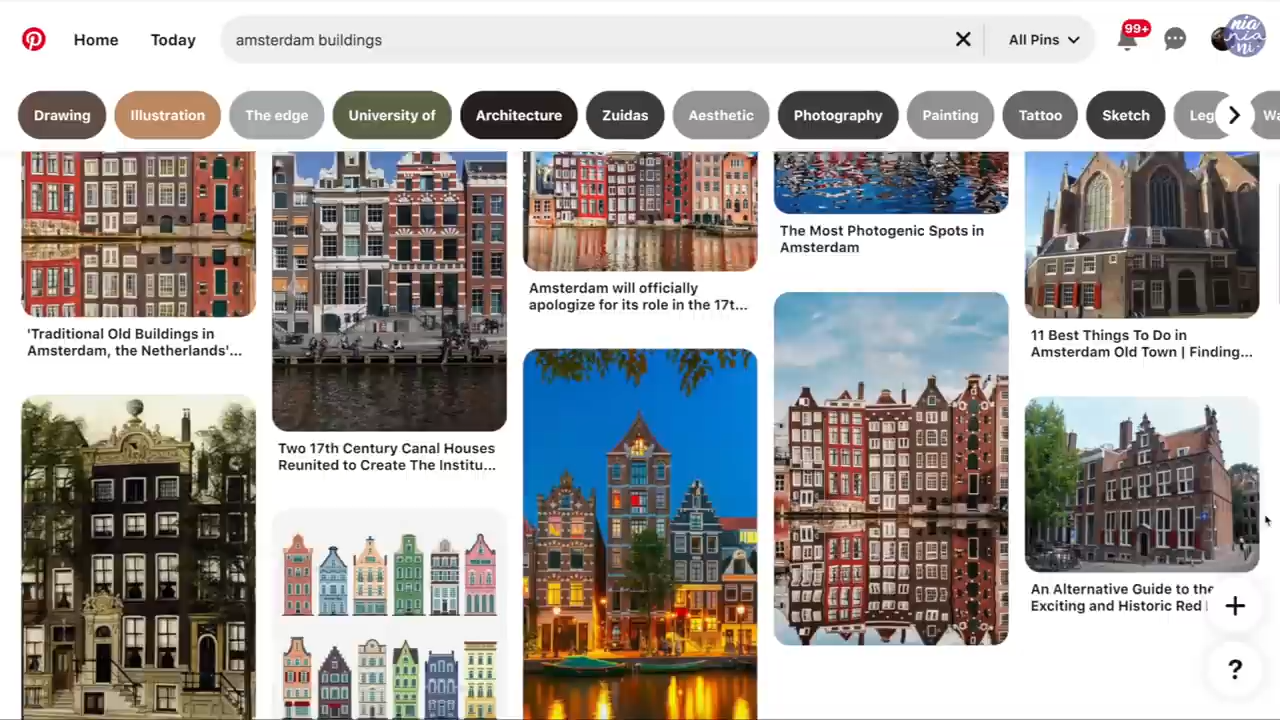 Home
Today
amsterdam buildings
All Pins
99+
nia
Drawing
Illustration
The edge
University of
Architecture
Zuidas
Aesthetic
Photography
Painting
Tattoo
Sketch
Leg
Wa
'Traditional Old Buildings in
Amsterdam, the Netherlands'...
Two 17th Century Canal Houses
Reunited to Create The Institu...
Amsterdam will officially
apologize for its role in the 17t...
The Most Photogenic Spots in
Amsterdam
11 Best Things To Do in
Amsterdam Old Town | Finding...
An Alternative Guide to the
Exciting and Historic Red
?